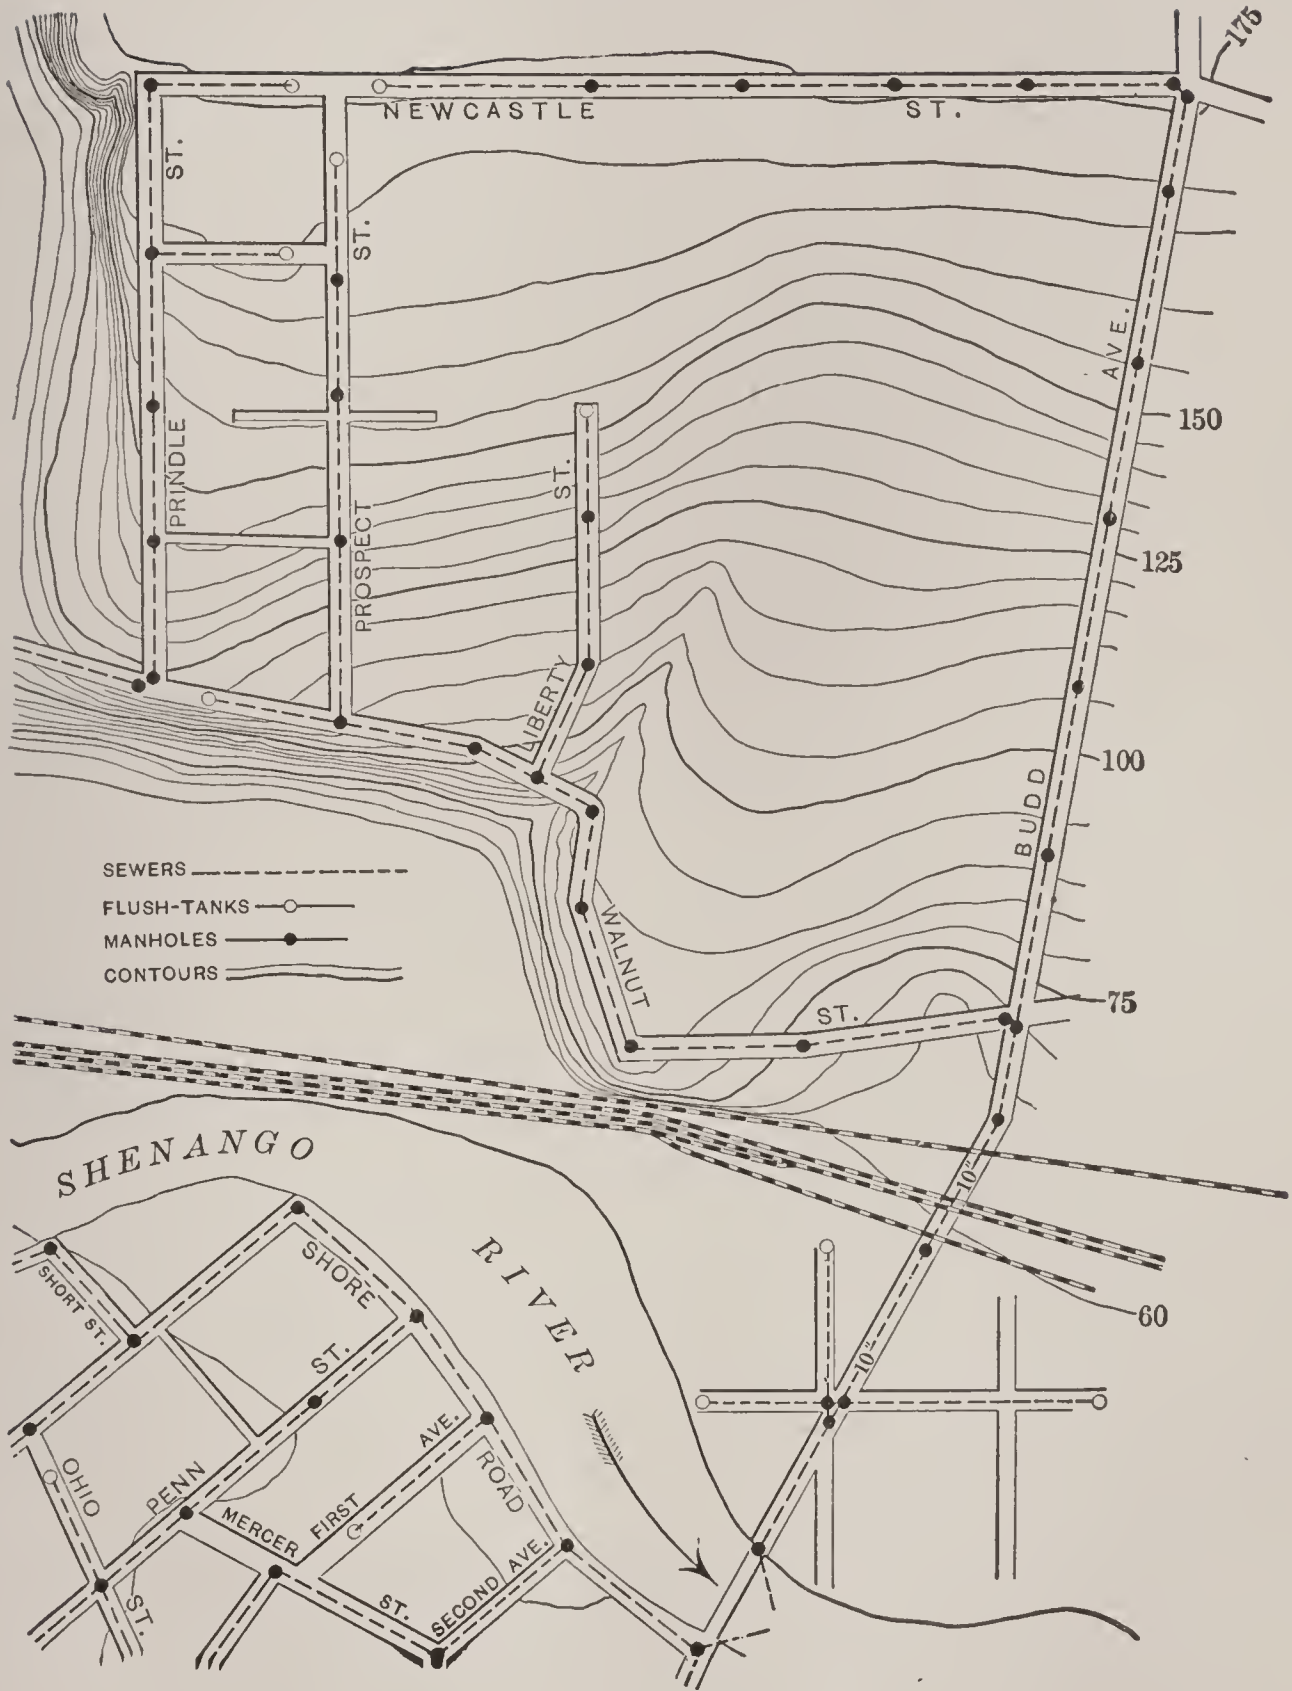 175
NEWCASTLE ST.
ST.
ST.
AVE.
150
PRINDLE
ST.
PROSPECT
125
LIBERTY
100
BUDD
SEWERS
FLUSH-TANKS
MANHOLES
CONTOURS
WALNUT
ST.
75
SHENANGO
10"
RIVER
SHORE
SHORT ST.
60
ST.
10"
AVE.
OHIO
PENN
ROAD
MERCER
FIRST
ST.
SECOND AVE.
ST.